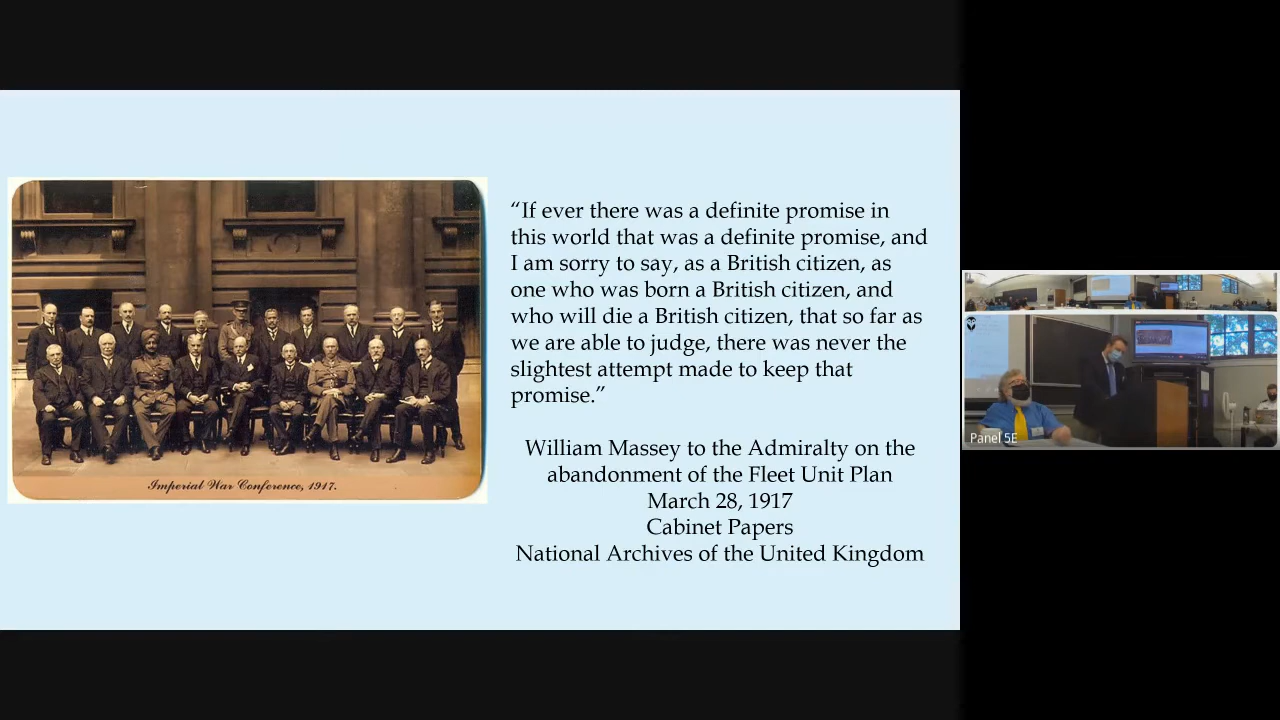 “If ever there was a definite promise in
this world that was a definite promise, and
I am sorry to say, as a British citizen, as
one who was born a British citizen, and
who will die a British citizen, that so far as
we are able to judge, there was never the
slightest attempt made to keep that
promise.”
William Massey to the Admiralty on the
abandonment of the Fleet Unit Plan
March 28, 1917
Cabinet Papers
National Archives of the United Kingdom
Imperial War Conference, 1917.
Panel 5E